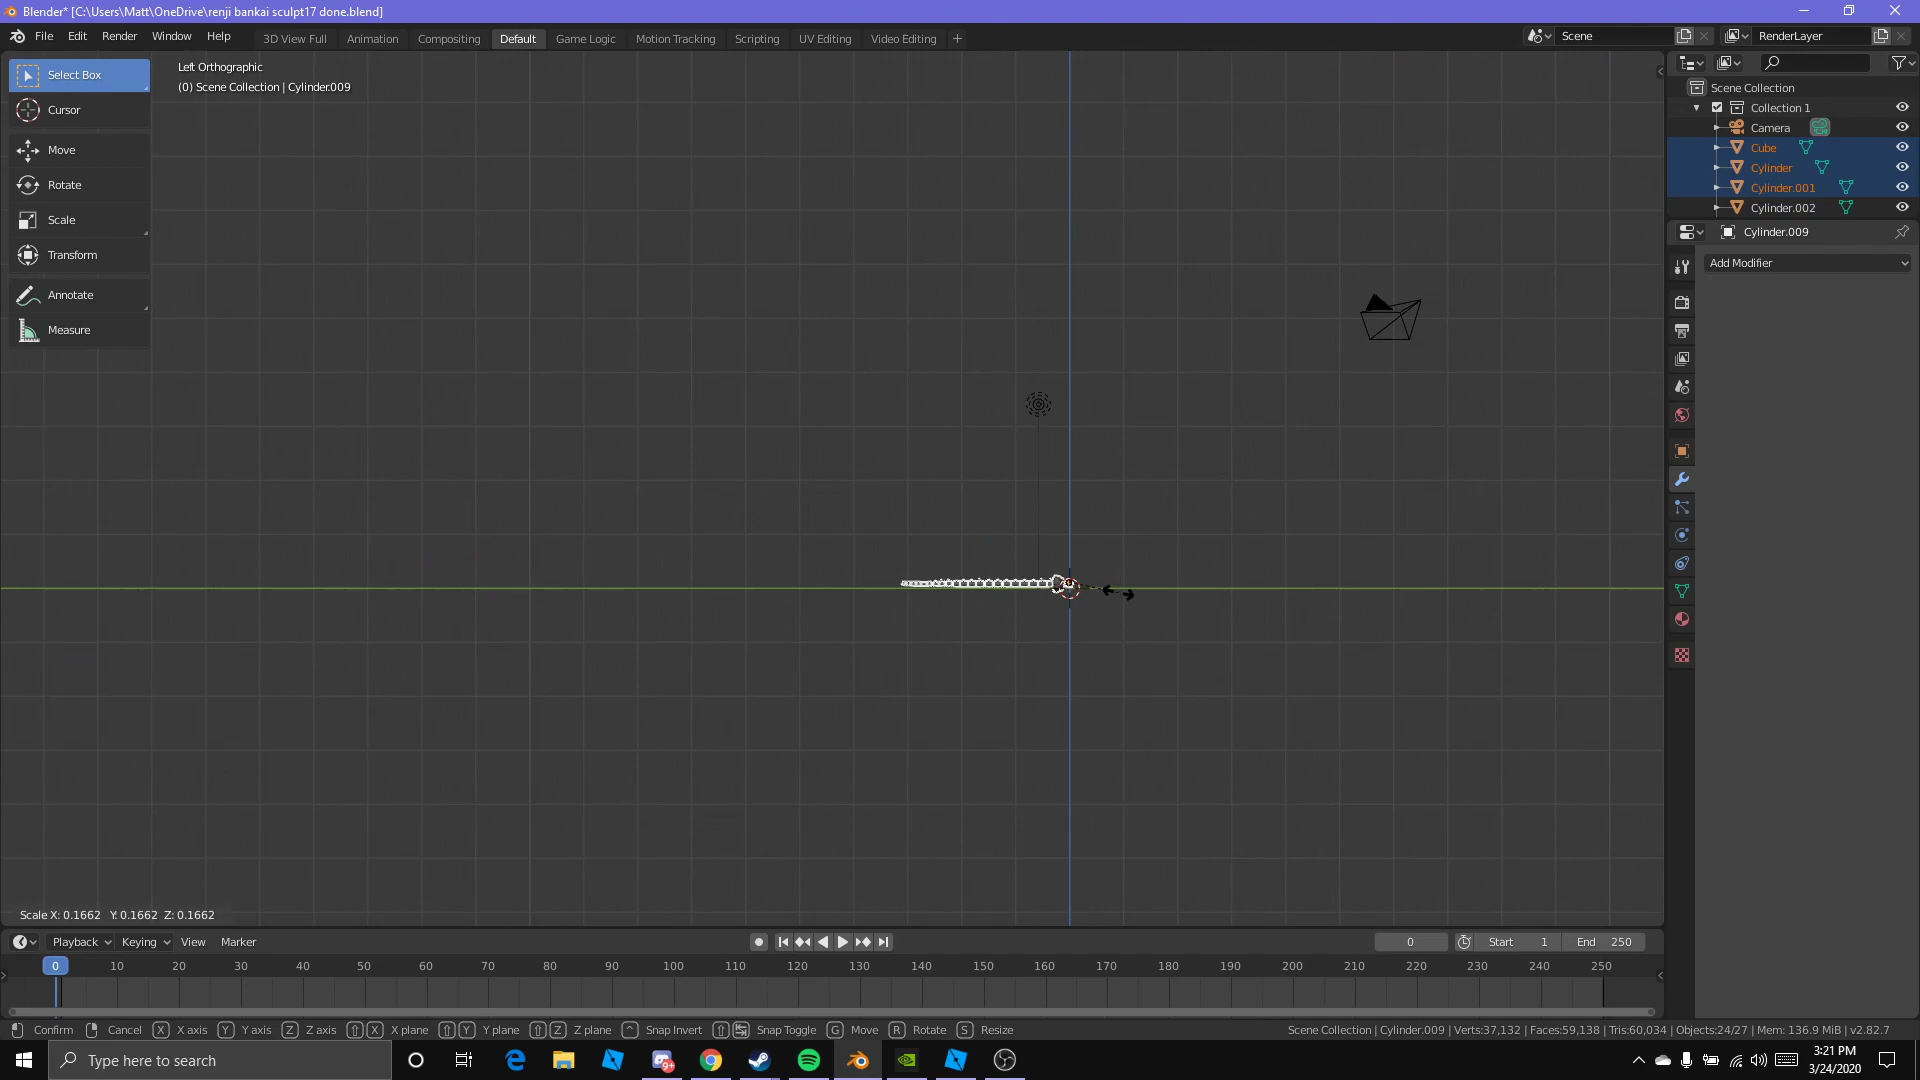 Blender* [C:\Users\Matt\OneDrive\renji bankai sculpt17 done.blend]
File Edit Render Window Help
3D View Full Animation Compositing Default Game Logic Motion Tracking Scripting UV Editing Video Editing +
Scene
RenderLayer
Select Box
Cursor
Move
Rotate
Scale
Transform
Annotate
Measure
Left Orthographic
(0) Scene Collection | Cylinder.009
Scene Collection
Collection 1
Camera
Cube
Cylinder
Cylinder.001
Cylinder.002
Cylinder.009
Add Modifier
Scale X: 0.1662 Y: 0.1662 Z: 0.1662
Playback Keying View Marker
0
Start 1
End 250
0 10 20 30 40 50 60 70 80 90 100 110 120 130 140 150 160 170 180 190 200 210 220 230 240 250
Confirm Cancel X X axis Y Y axis Z Z axis X X plane Y Y plane Z Z plane Snap Invert Snap Toggle G Move R Rotate S Resize
Scene Collection | Cylinder.009 | Verts:37,132 | Faces:59,138 | Tris:60,034 | Objects:24/27 | Mem: 136.9 MiB | v2.82.7
Type here to search
9+
3:21 PM
3/24/2020